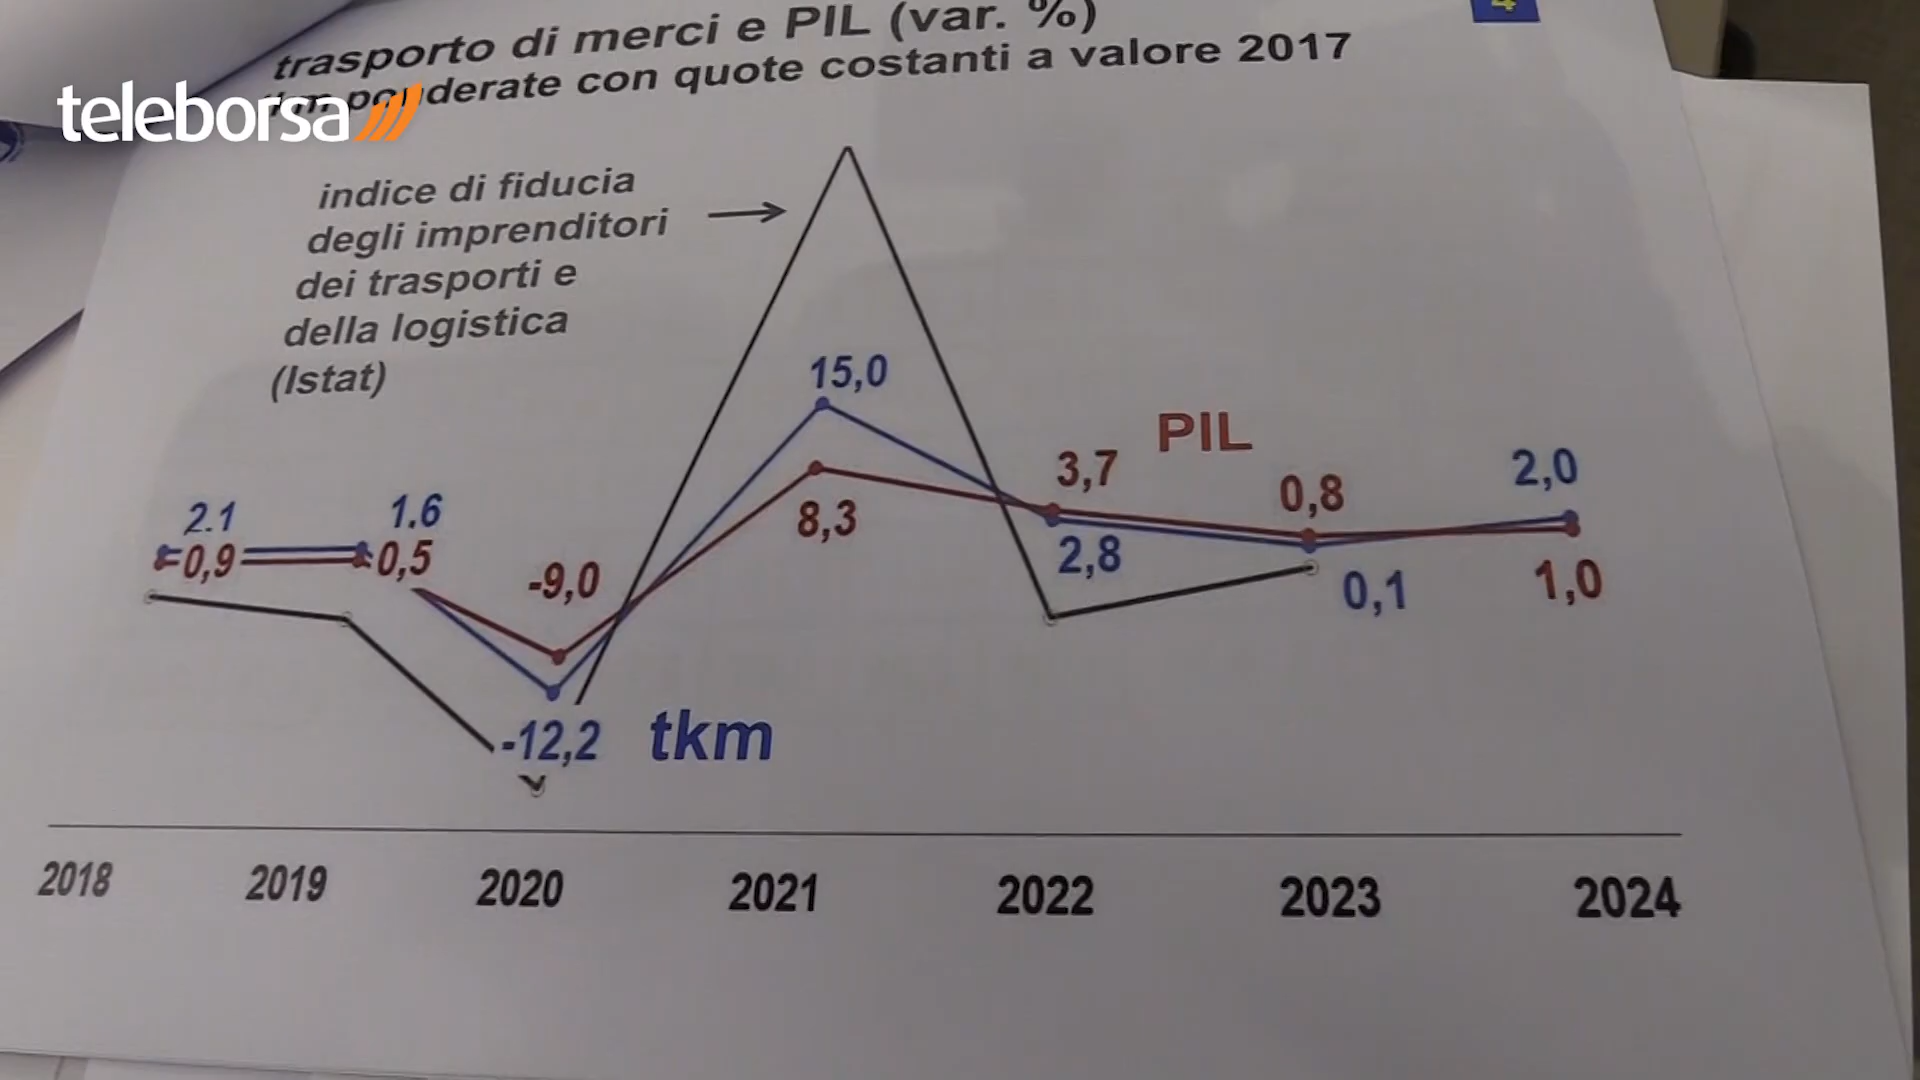 trasporto di merci e PIL (var. %)
ponderate con quote costanti a valore 2017
teleborsa
4
indice di fiducia
degli imprenditori
dei trasporti e
della logistica
(Istat)
15,0
PIL
3,7
0,8
2,0
2.1
1.6
0,9
0,5
-9,0
8,3
2,8
0,1
1,0
-12,2
tkm
2018
2019
2020
2021
2022
2023
2024